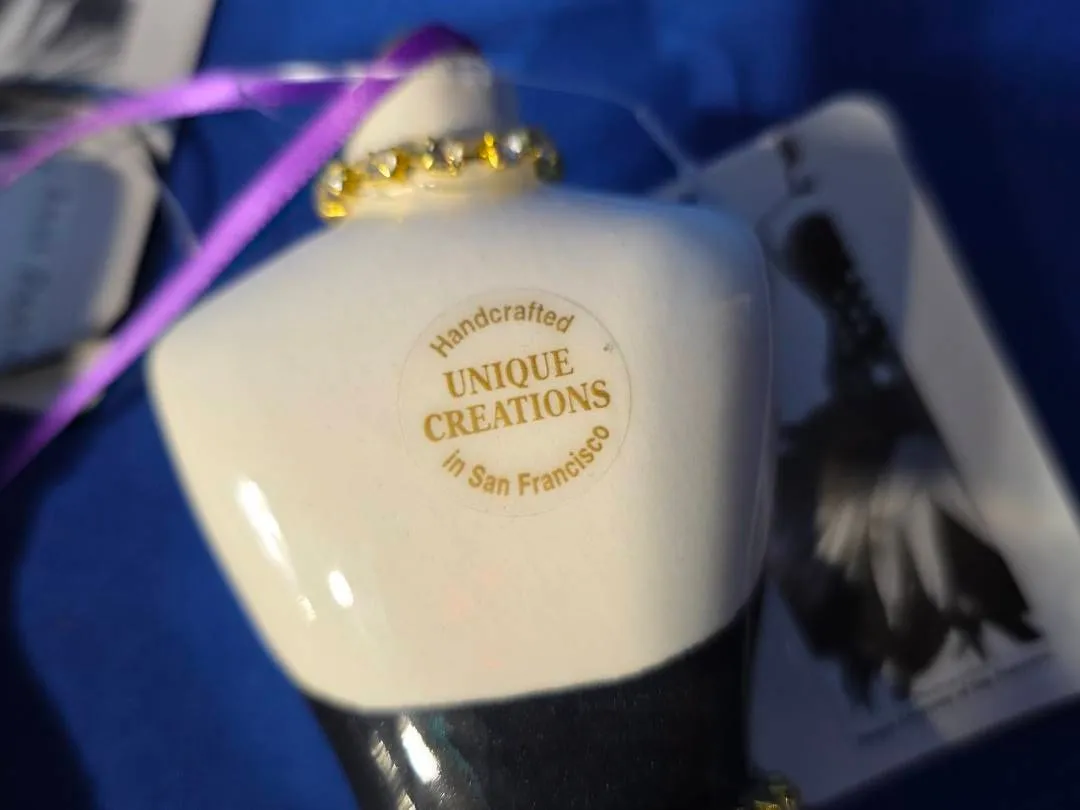 Handcrafted
UNIQUE
CREATIONS
in San Francisco